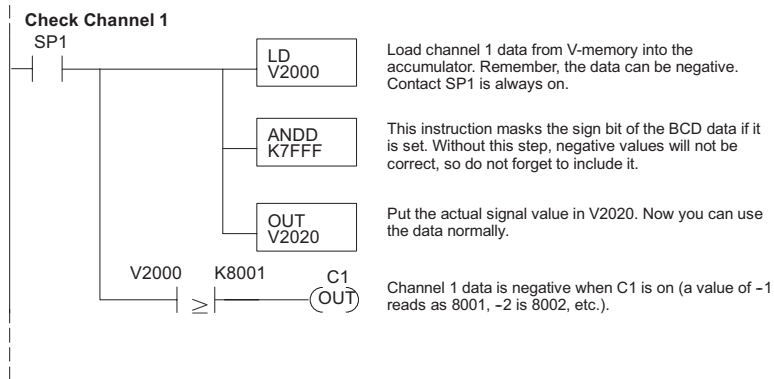 Check Channel 1
SP1
LD
V2000
Load channel 1 data from V-memory into the
accumulator. Remember, the data can be negative.
Contact SP1 is always on.
ANDD
K7FFF
This instruction masks the sign bit of the BCD data if it
is set. Without this step, negative values will not be
correct, so do not forget to include it.
OUT
V2020
Put the actual signal value in V2020. Now you can use
the data normally.
V2000 K8001 C1
≥ OUT
Channel 1 data is negative when C1 is on (a value of -1
reads as 8001, -2 is 8002, etc.).